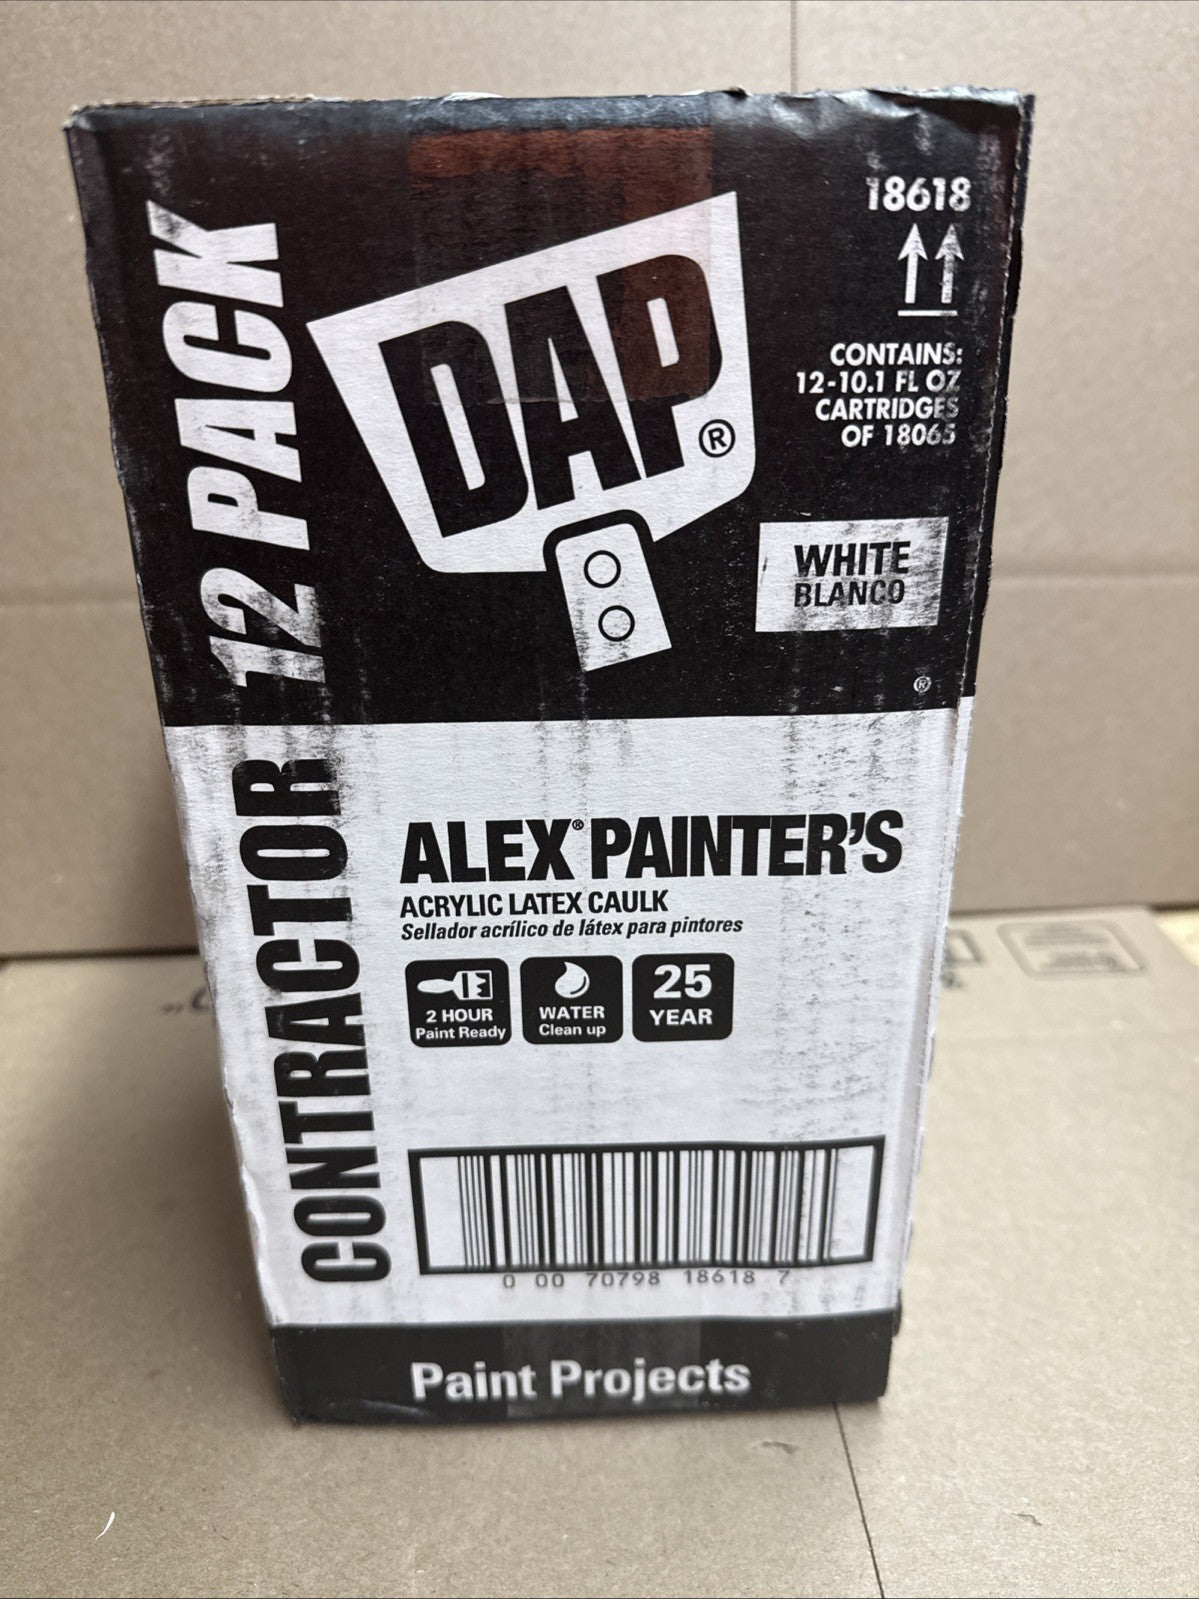 CONTRACTOR 12 PACK
DAP®
18618
CONTAINS:
12-10.1 FL OZ
CARTRIDGES
OF 18065
WHITE
BLANCO
®
ALEX® PAINTER'S
ACRYLIC LATEX CAULK
Sellador acrílico de látex para pintores
2 HOUR
Paint Ready
WATER
Clean up
25
YEAR
0 00 70798 18618 7
Paint Projects